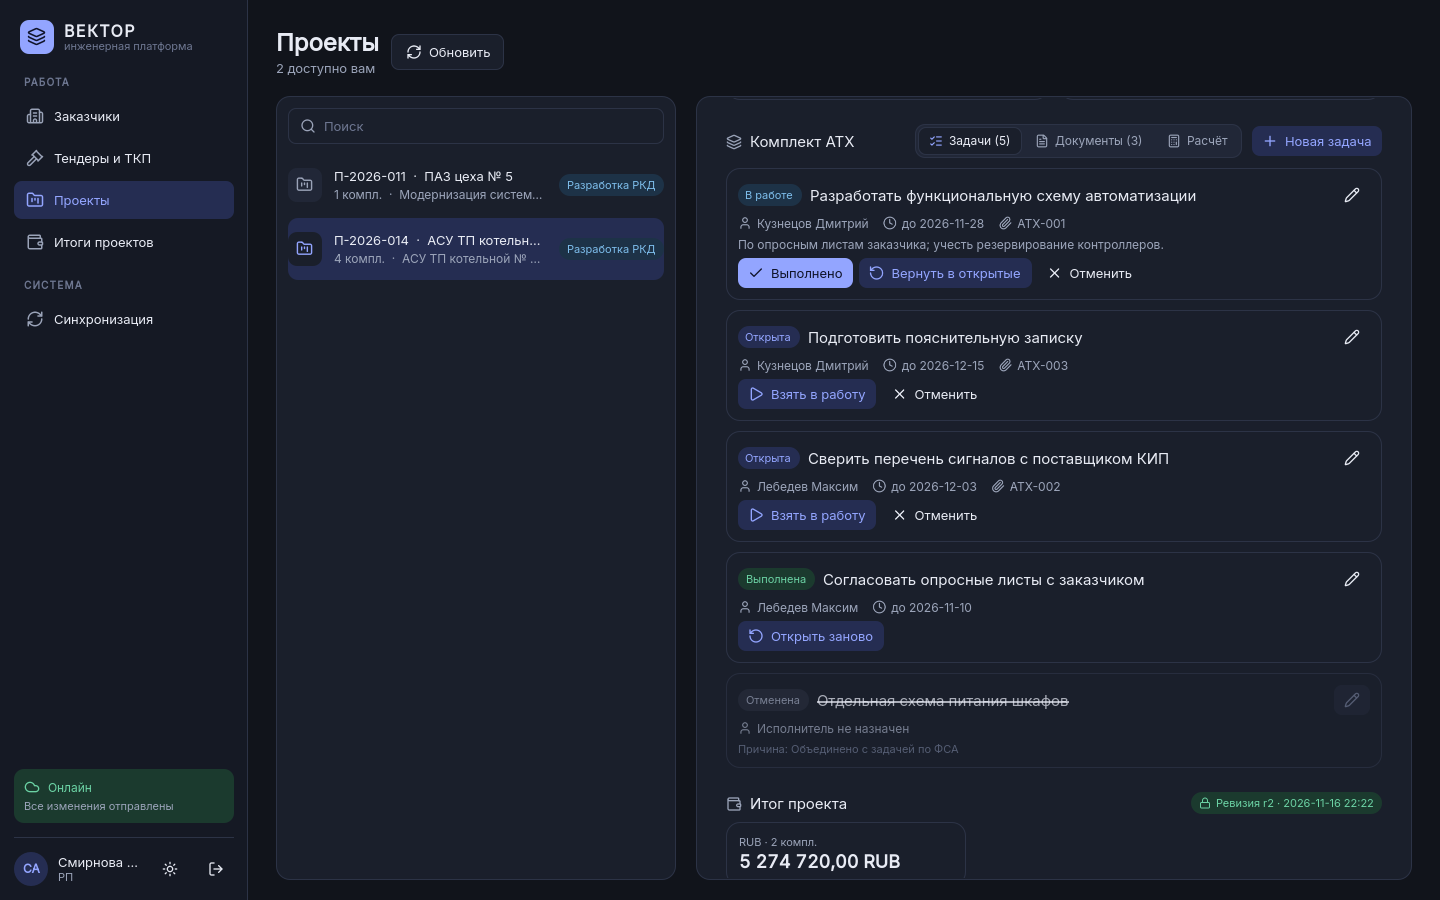 ВЕКТОР
инженерная платформа
РАБОТА
Заказчики
Тендеры и ТКП
Проекты
Итоги проектов
СИСТЕМА
Синхронизация
Онлайн
Все изменения отправлены
СА
Смирнова ...
РП
Проекты
2 доступно вам
Обновить
Поиск
П-2026-011 · ПАЗ цеха № 5
1 компл. · Модернизация систем...
Разработка РКД
П-2026-014 · АСУ ТП котельн...
4 компл. · АСУ ТП котельной № ...
Разработка РКД
Комплект АТХ
Задачи (5)
Документы (3)
Расчёт
Новая задача
В работе
Разработать функциональную схему автоматизации
Кузнецов Дмитрий
до 2026-11-28
АТХ-001
По опросным листам заказчика; учесть резервирование контроллеров.
Выполнено
Вернуть в открытые
Отменить
Открыта
Подготовить пояснительную записку
Кузнецов Дмитрий
до 2026-12-15
АТХ-003
Взять в работу
Отменить
Открыта
Сверить перечень сигналов с поставщиком КИП
Лебедев Максим
до 2026-12-03
АТХ-002
Взять в работу
Отменить
Выполнена
Согласовать опросные листы с заказчиком
Лебедев Максим
до 2026-11-10
Открыть заново
Отменена
Отдельная схема питания шкафов
Исполнитель не назначен
Причина: Объединено с задачей по ФСА
Итог проекта
Ревизия r2 · 2026-11-16 22:22
RUB · 2 компл.
5 274 720,00 RUB